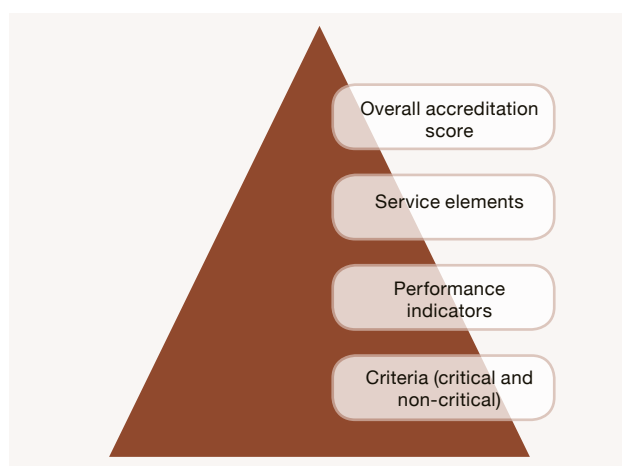 Overall accreditation
score
Service elements
Performance
indicators
Criteria (critical and
non-critical)